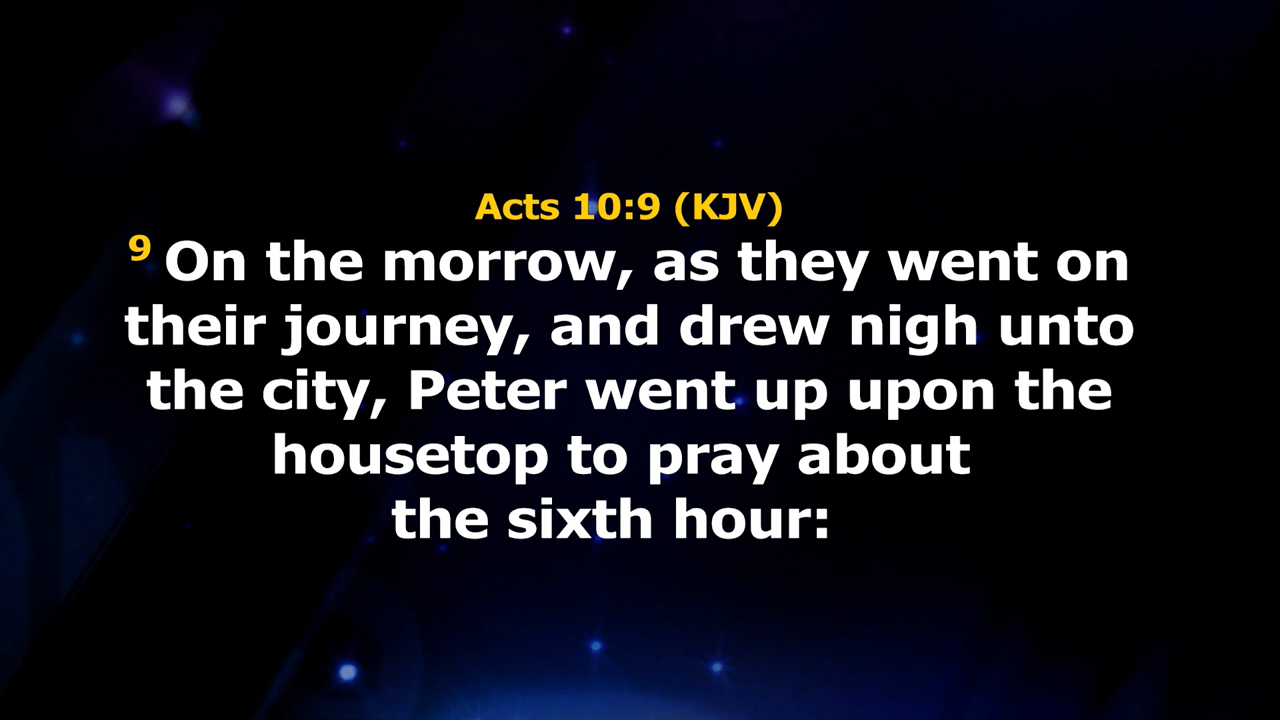 Acts 10:9 (KJV)
9 On the morrow, as they went on
their journey, and drew nigh unto
the city, Peter went up upon the
housetop to pray about
the sixth hour: